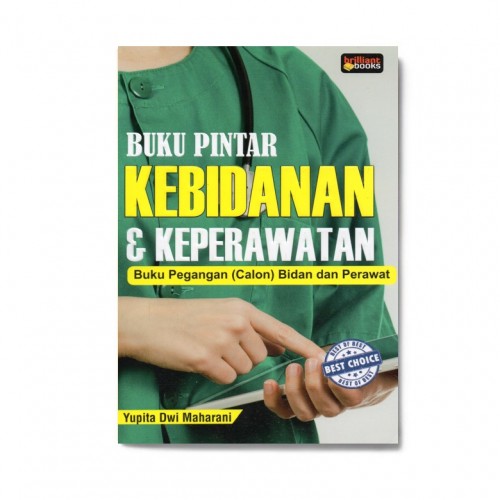 brilliant
books
BUKU PINTAR
KEBIDANAN
& KEPERAWATAN
Buku Pegangan (Calon) Bidan dan Perawat
BEST OF BEST
BEST CHOICE
BEST OF BEST
Yupita Dwi Maharani